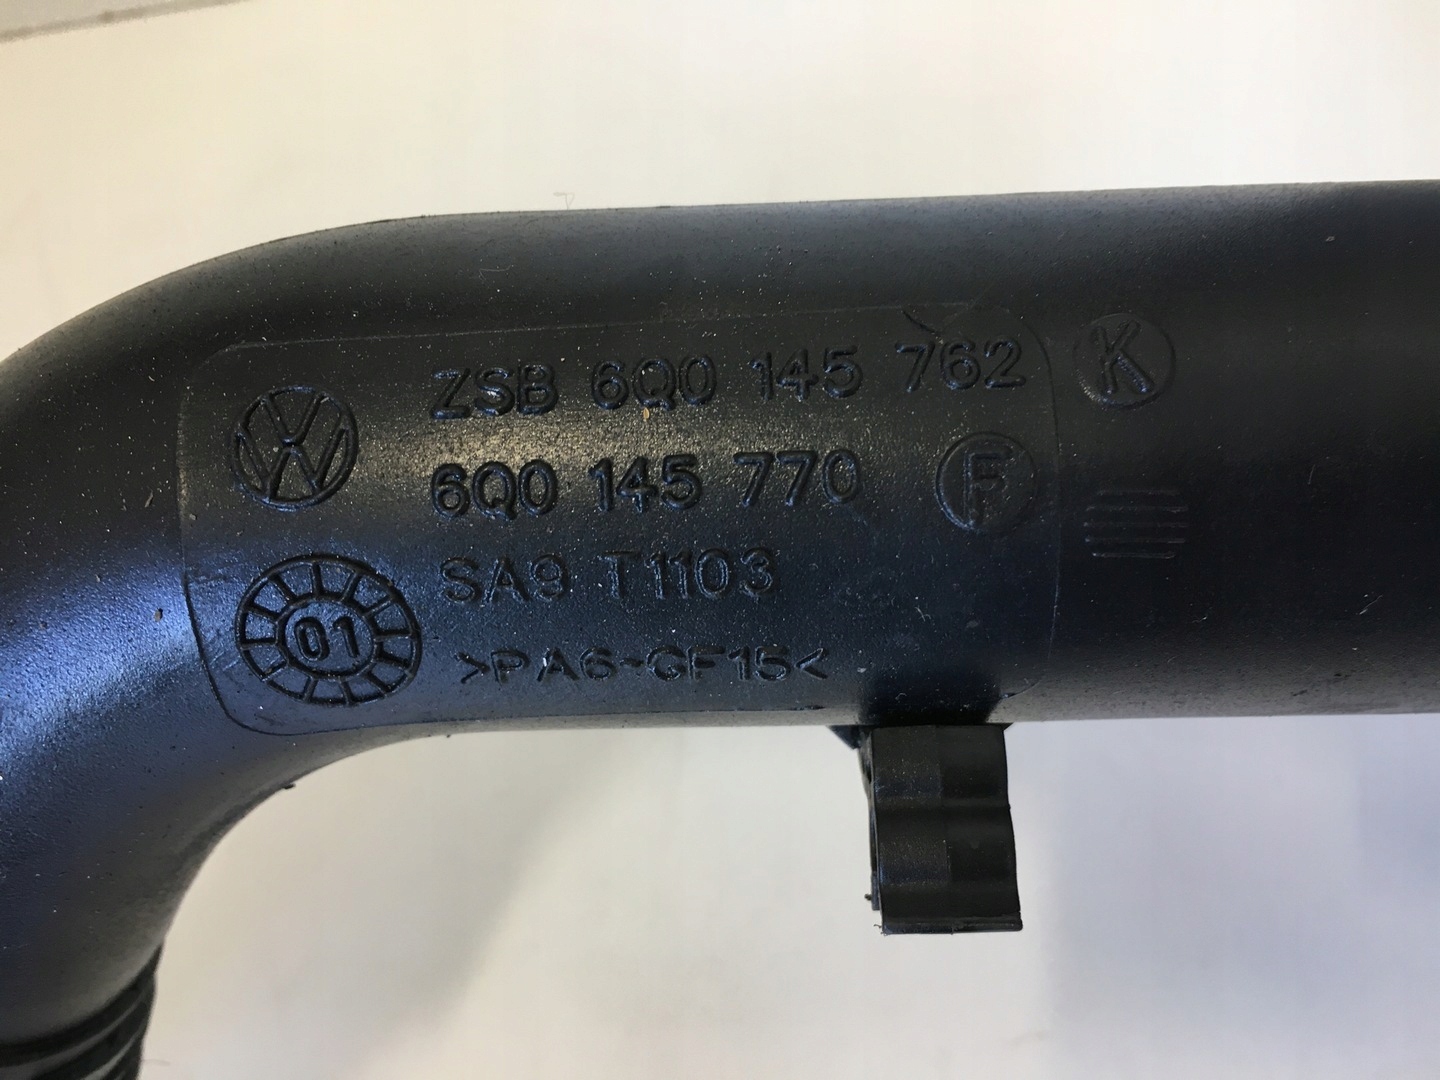 ZSB 6Q0 145 762
K
6Q0 145 770
F
SA9 T1103
01
>PA6-GF15<